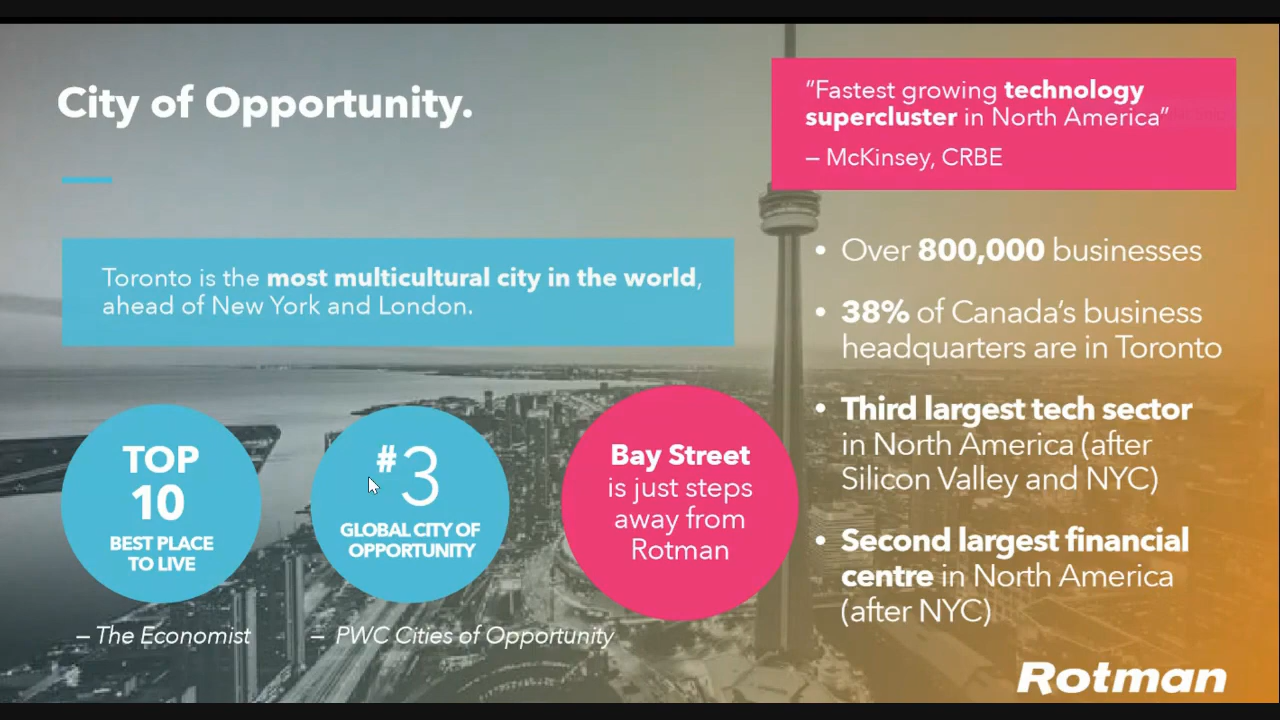 City of Opportunity.
"Fastest growing technology
supercluster in North America"
– McKinsey, CRBE
Toronto is the most multicultural city in the world,
ahead of New York and London.
TOP
10
BEST PLACE
TO LIVE
– The Economist
#3
GLOBAL CITY OF
OPPORTUNITY
– PWC Cities of Opportunity
Bay Street
is just steps
away from
Rotman
• Over 800,000 businesses
• 38% of Canada's business
headquarters are in Toronto
• Third largest tech sector
in North America (after
Silicon Valley and NYC)
• Second largest financial
centre in North America
(after NYC)
Rotman